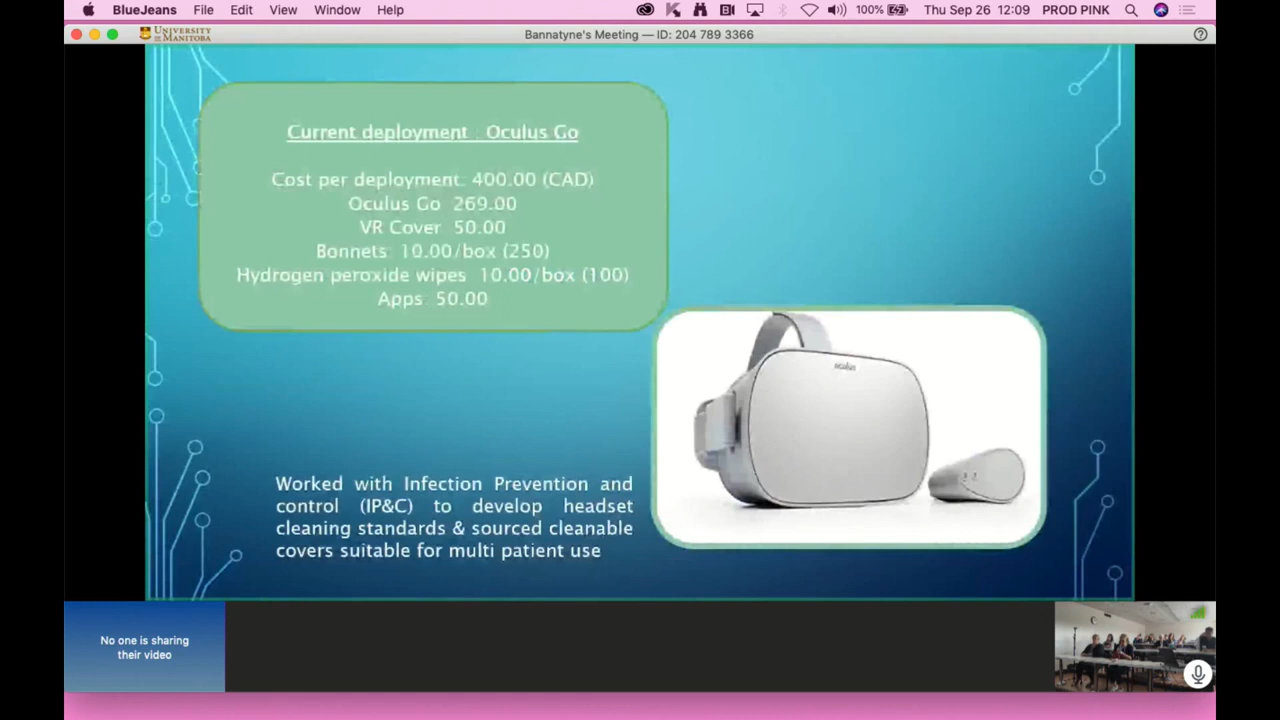 BlueJeans File Edit View Window Help 100% Thu Sep 26 12:09 PROD PINK
UNIVERSITY OF MANITOBA
Bannatyne's Meeting — ID: 204 789 3366
Current deployment : Oculus Go
Cost per deployment: 400.00 (CAD)
Oculus Go 269.00
VR Cover 50.00
Bonnets: 10.00/box (250)
Hydrogen peroxide wipes 10.00/box (100)
Apps 50.00
oculus
Worked with Infection Prevention and
control (IP&C) to develop headset
cleaning standards & sourced cleanable
covers suitable for multi patient use
No one is sharing
their video